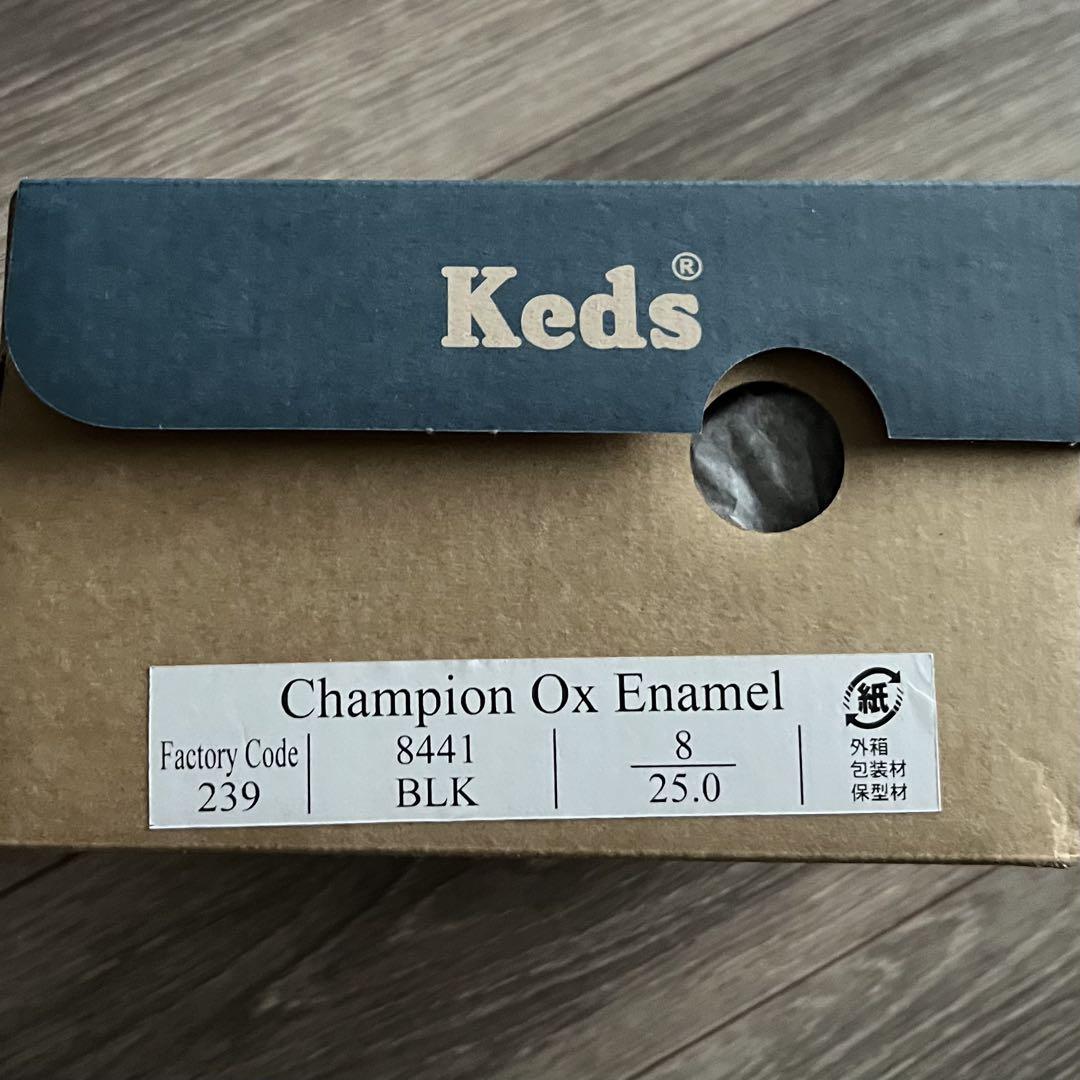 Keds®
Champion Ox Enamel
Factory Code
239
8441
BLK
8
25.0
紙
外箱
包装材
保型材